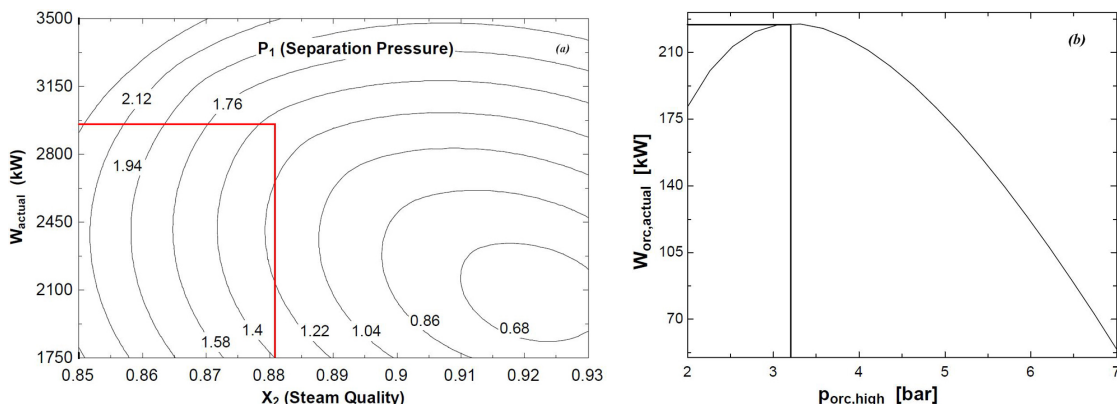 P1 (Separation Pressure)
(a)
3500
3150
2800
2450
2100
1750
Wactual (kW)
2.12
1.76
1.94
1.58
1.4
1.22
1.04
0.86
0.68
0.85 0.86 0.87 0.88 0.89 0.9 0.91 0.92 0.93
X2 (Steam Quality)
(b)
210
175
140
105
70
Worc,actual [kW]
2 3 4 5 6 7
porc,high [bar]